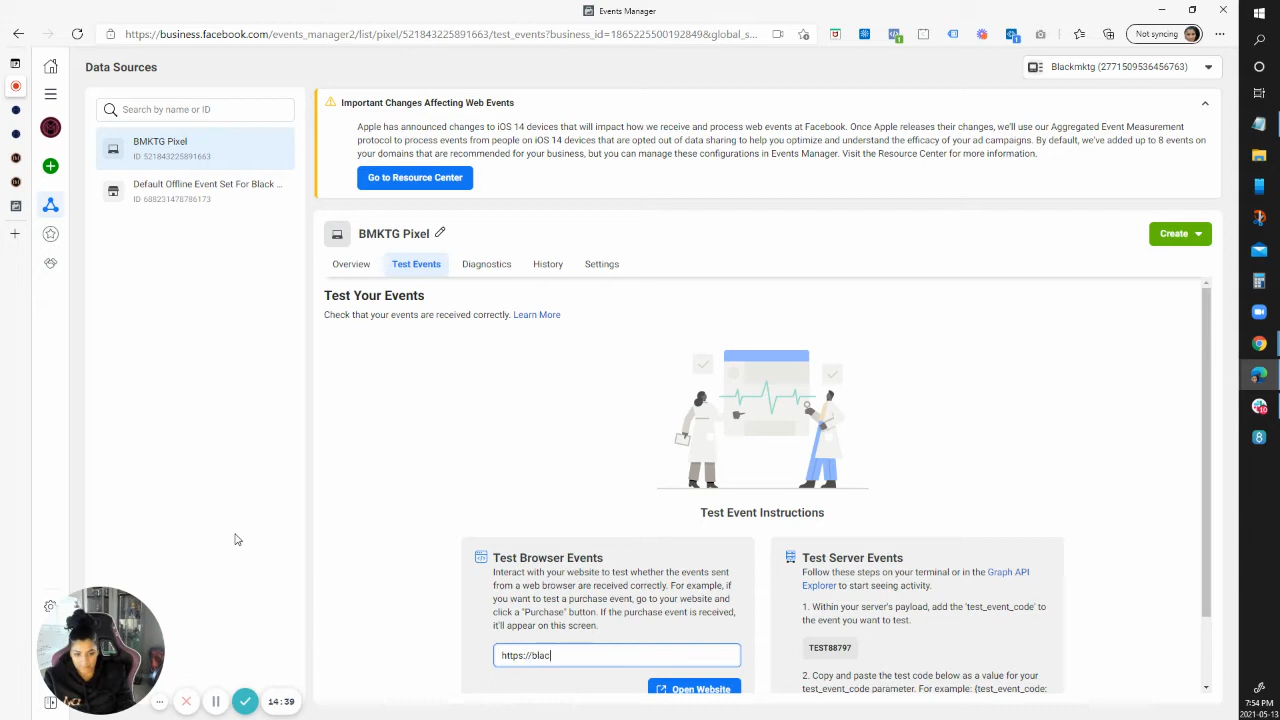 Events Manager
https://business.facebook.com/events_manager2/list/pixel/521843225891663/test_events?business_id=1865225500192849&global_s...
Not syncing
Data Sources
Blackmktg (2771509536456763)
Search by name or ID
BMKTG Pixel
ID 521843225891663
Default Offline Event Set For Black ...
ID 688231478786173
Important Changes Affecting Web Events
Apple has announced changes to iOS 14 devices that will impact how we receive and process web events at Facebook. Once Apple releases their changes, we'll use our Aggregated Event Measurement
protocol to process events from people on iOS 14 devices that are opted out of data sharing to help you optimize and understand the efficacy of your ad campaigns. By default, we've added up to 8 events on
your domains that are recommended for your business, but you can manage these configurations in Events Manager. Visit the Resource Center for more information.
Go to Resource Center
BMKTG Pixel
Create
Overview
Test Events
Diagnostics
History
Settings
Test Your Events
Check that your events are received correctly. Learn More
Test Event Instructions
Test Browser Events
Interact with your website to test whether the events sent
from a web browser are received correctly. For example, if
you want to test a purchase event, go to your website and
click a "Purchase" button. If the purchase event is received,
it'll appear on this screen.
https://blac
Open Website
Test Server Events
Follow these steps on your terminal or in the Graph API
Explorer to start seeing activity.
1. Within your server's payload, add the 'test_event_code' to
the event you want to test.
TEST88797
2. Copy and paste the test code below as a value for your
test_event_code parameter. For example: {test_event_code:
14:39
7:54 PM
2021-05-13